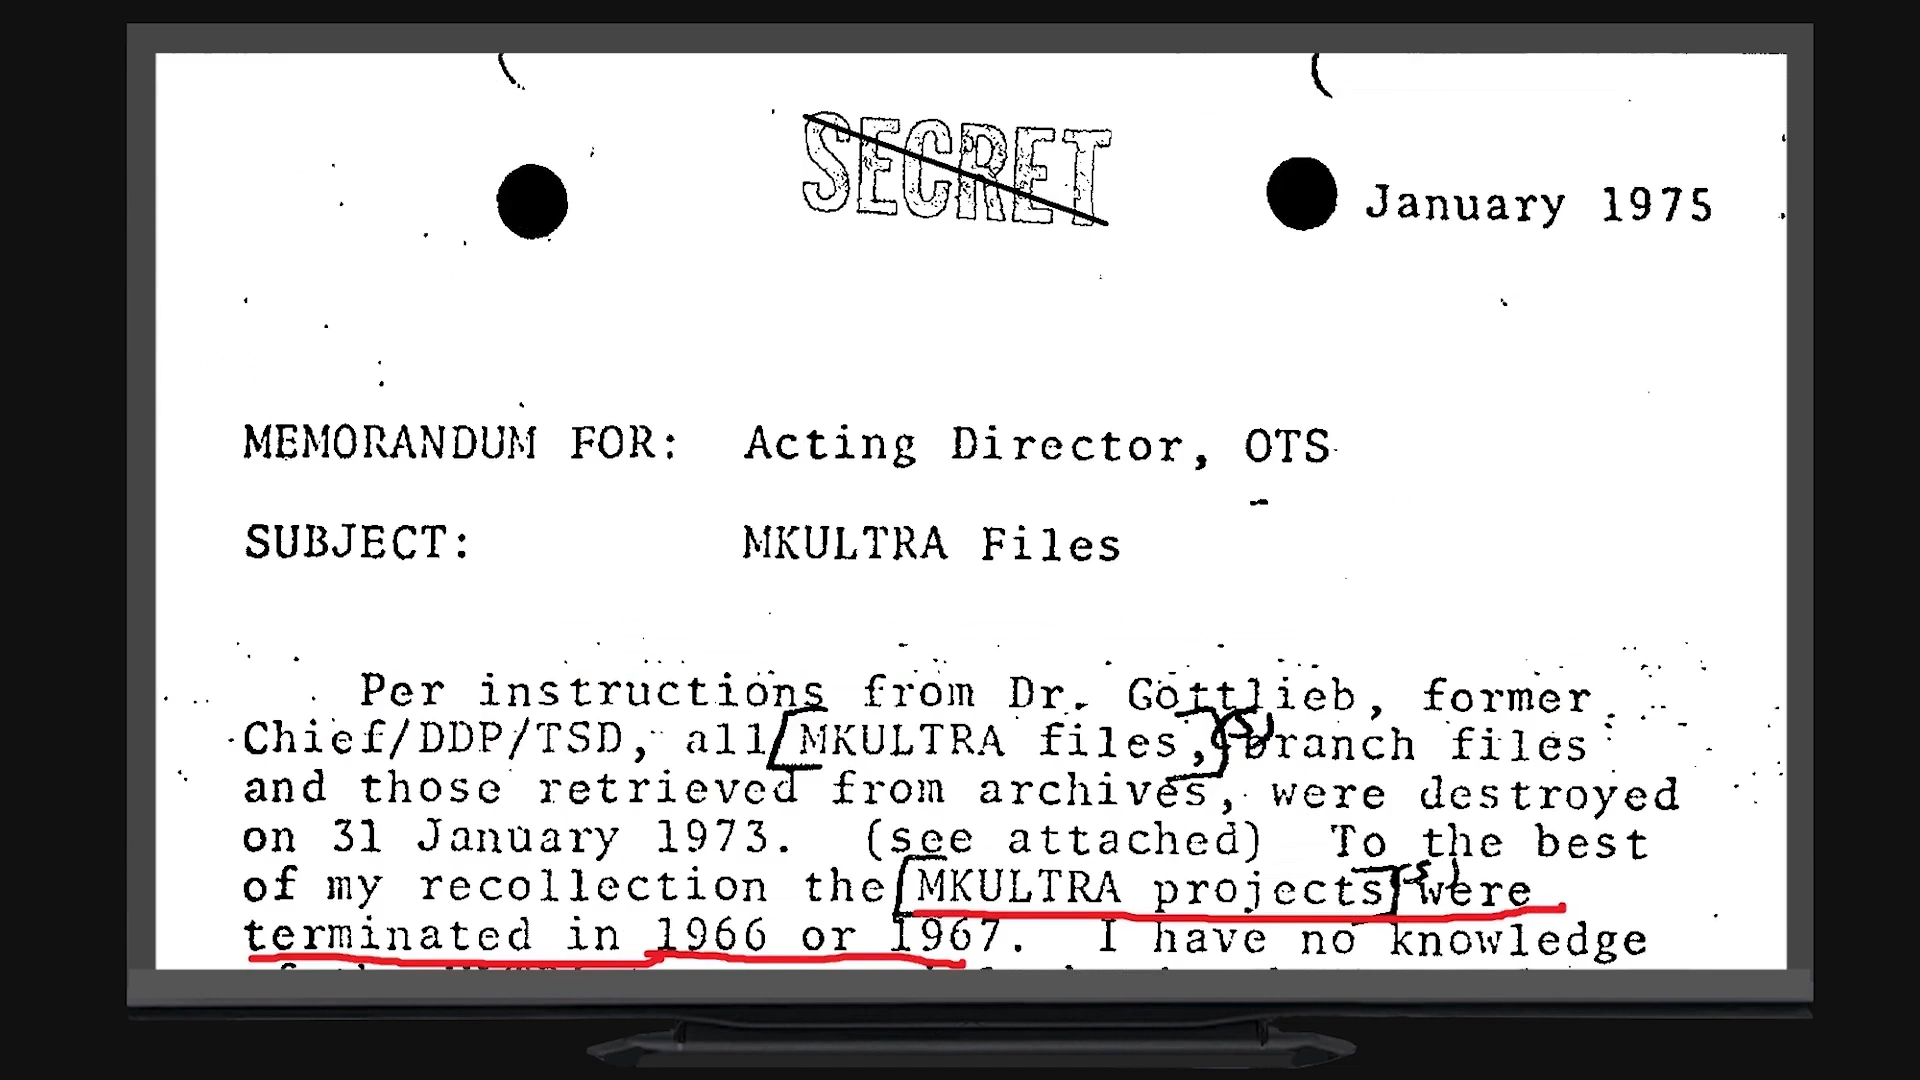 SECRET
January 1975
MEMORANDUM FOR: Acting Director, OTS
SUBJECT: MKULTRA Files
Per instructions from Dr. Gottlieb, former
Chief/DDP/TSD, all MKULTRA files, branch files
and those retrieved from archives, were destroyed
on 31 January 1973. (see attached) To the best
of my recollection the MKULTRA projects were
terminated in 1966 or 1967. I have no knowledge